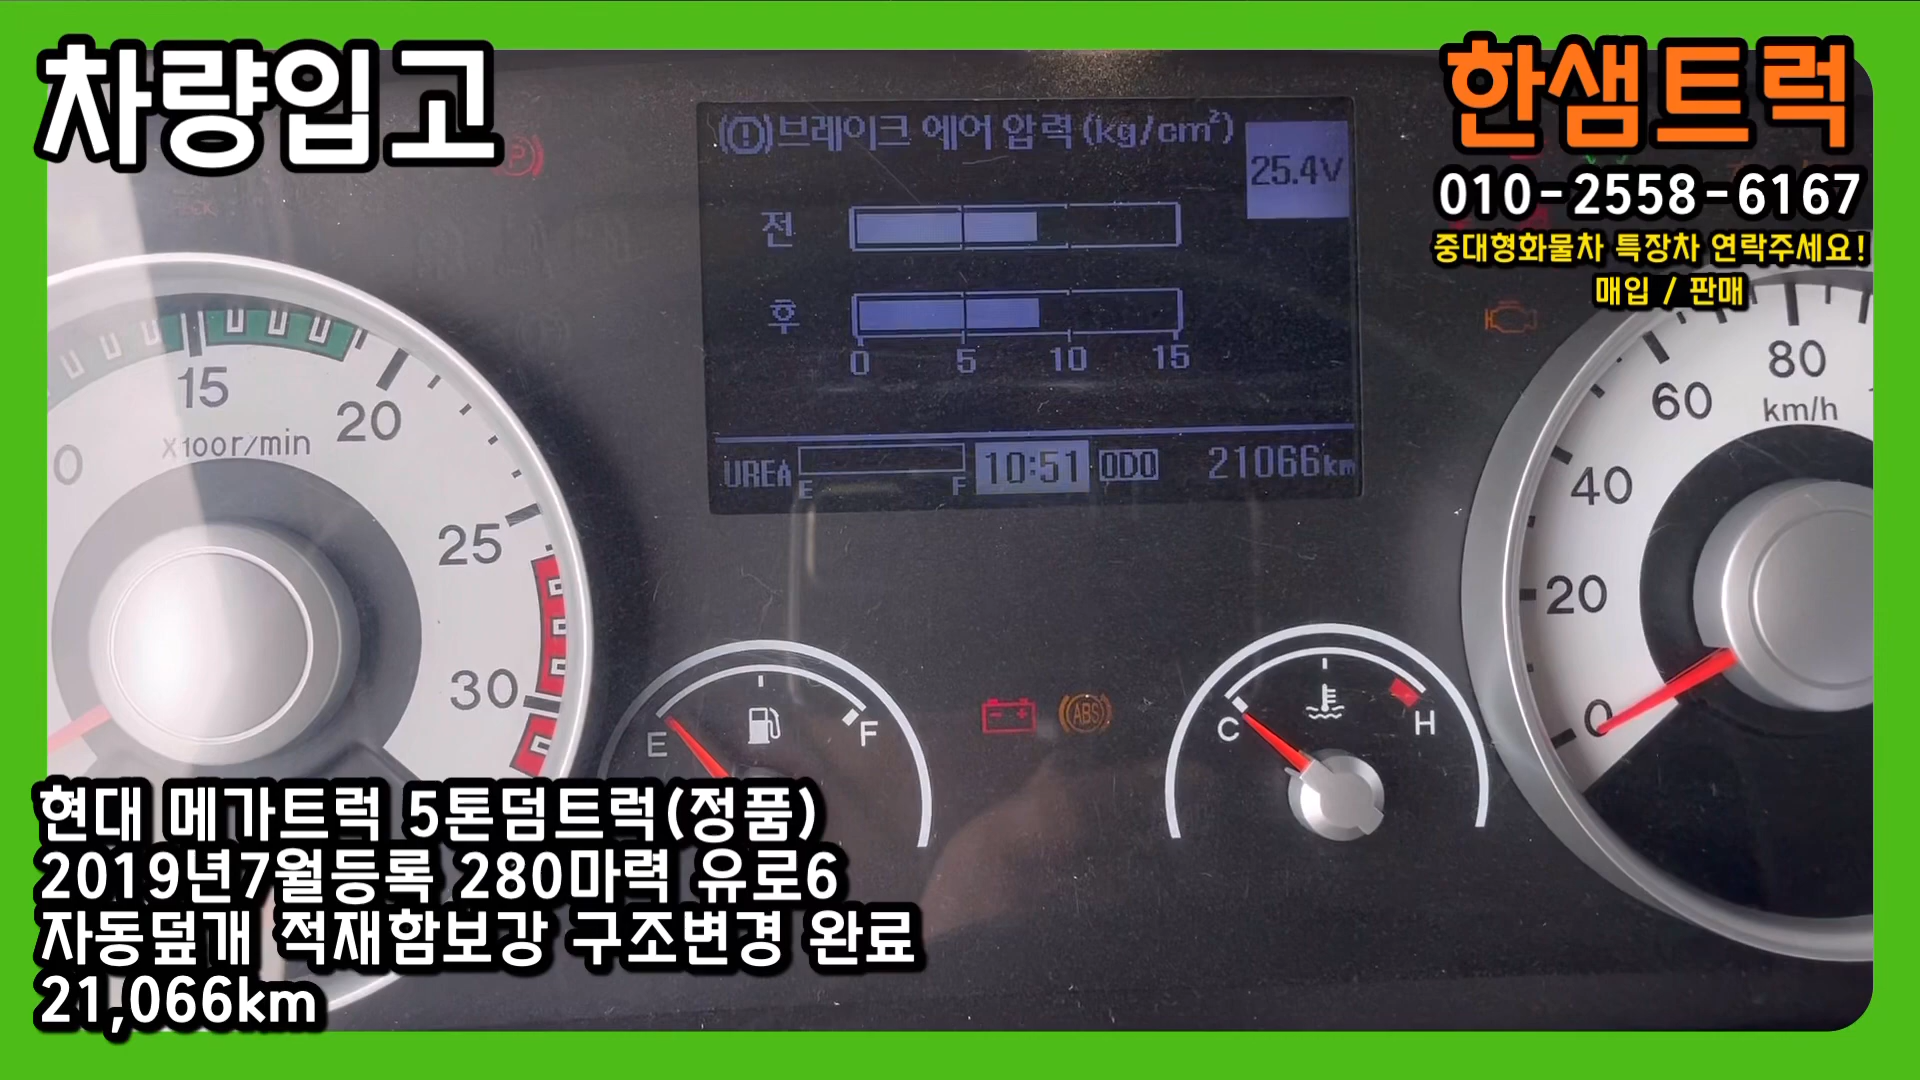 차량입고
한샘트럭
010-2558-6167
중대형화물차 특장차 연락주세요!
매입 / 판매
브레이크 에어 압력 (kg/cm²)
25.4V
전
후
0 5 10 15
UREA E F 10:51 ODO 21066km
0 15 20 25 30
X100r/min
E F
ABS
C H
0 20 40 60 80
km/h
현대 메가트럭 5톤덤트럭(정품)
2019년7월등록 280마력 유로6
자동덮개 적재함보강 구조변경 완료
21,066km